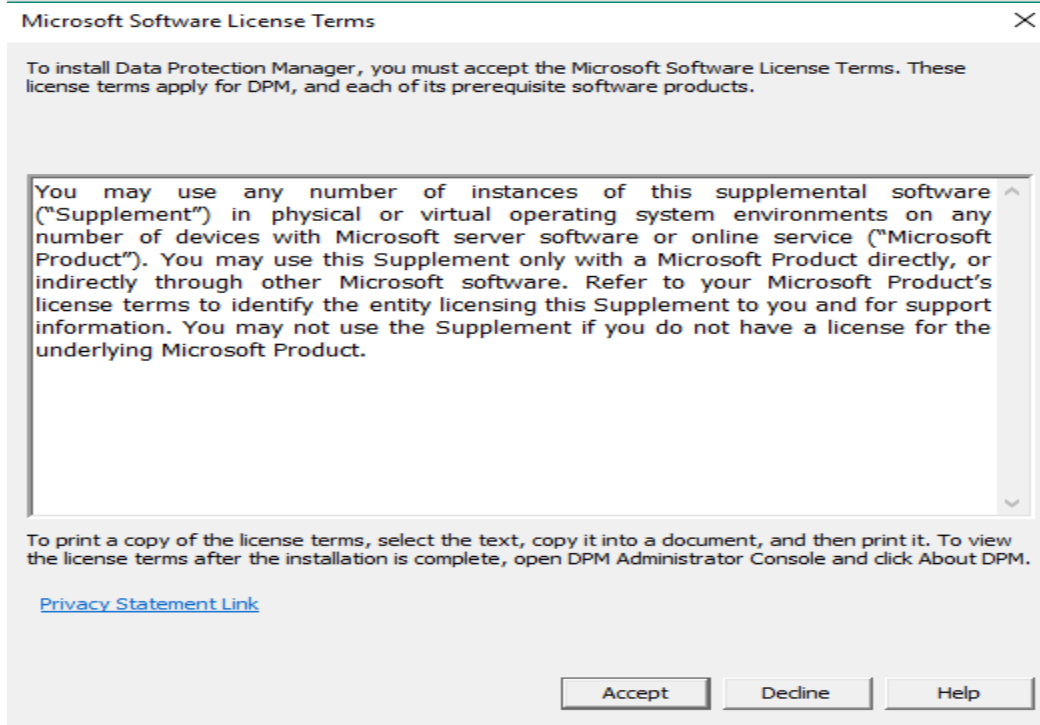 Microsoft Software License Terms
To install Data Protection Manager, you must accept the Microsoft Software License Terms. These
license terms apply for DPM, and each of its prerequisite software products.
You may use any number of instances of this supplemental software
("Supplement") in physical or virtual operating system environments on any
number of devices with Microsoft server software or online service ("Microsoft
Product"). You may use this Supplement only with a Microsoft Product directly, or
indirectly through other Microsoft software. Refer to your Microsoft Product's
license terms to identify the entity licensing this Supplement to you and for support
information. You may not use the Supplement if you do not have a license for the
underlying Microsoft Product.
To print a copy of the license terms, select the text, copy it into a document, and then print it. To view
the license terms after the installation is complete, open DPM Administrator Console and click About DPM.
Privacy Statement Link
Accept Decline Help